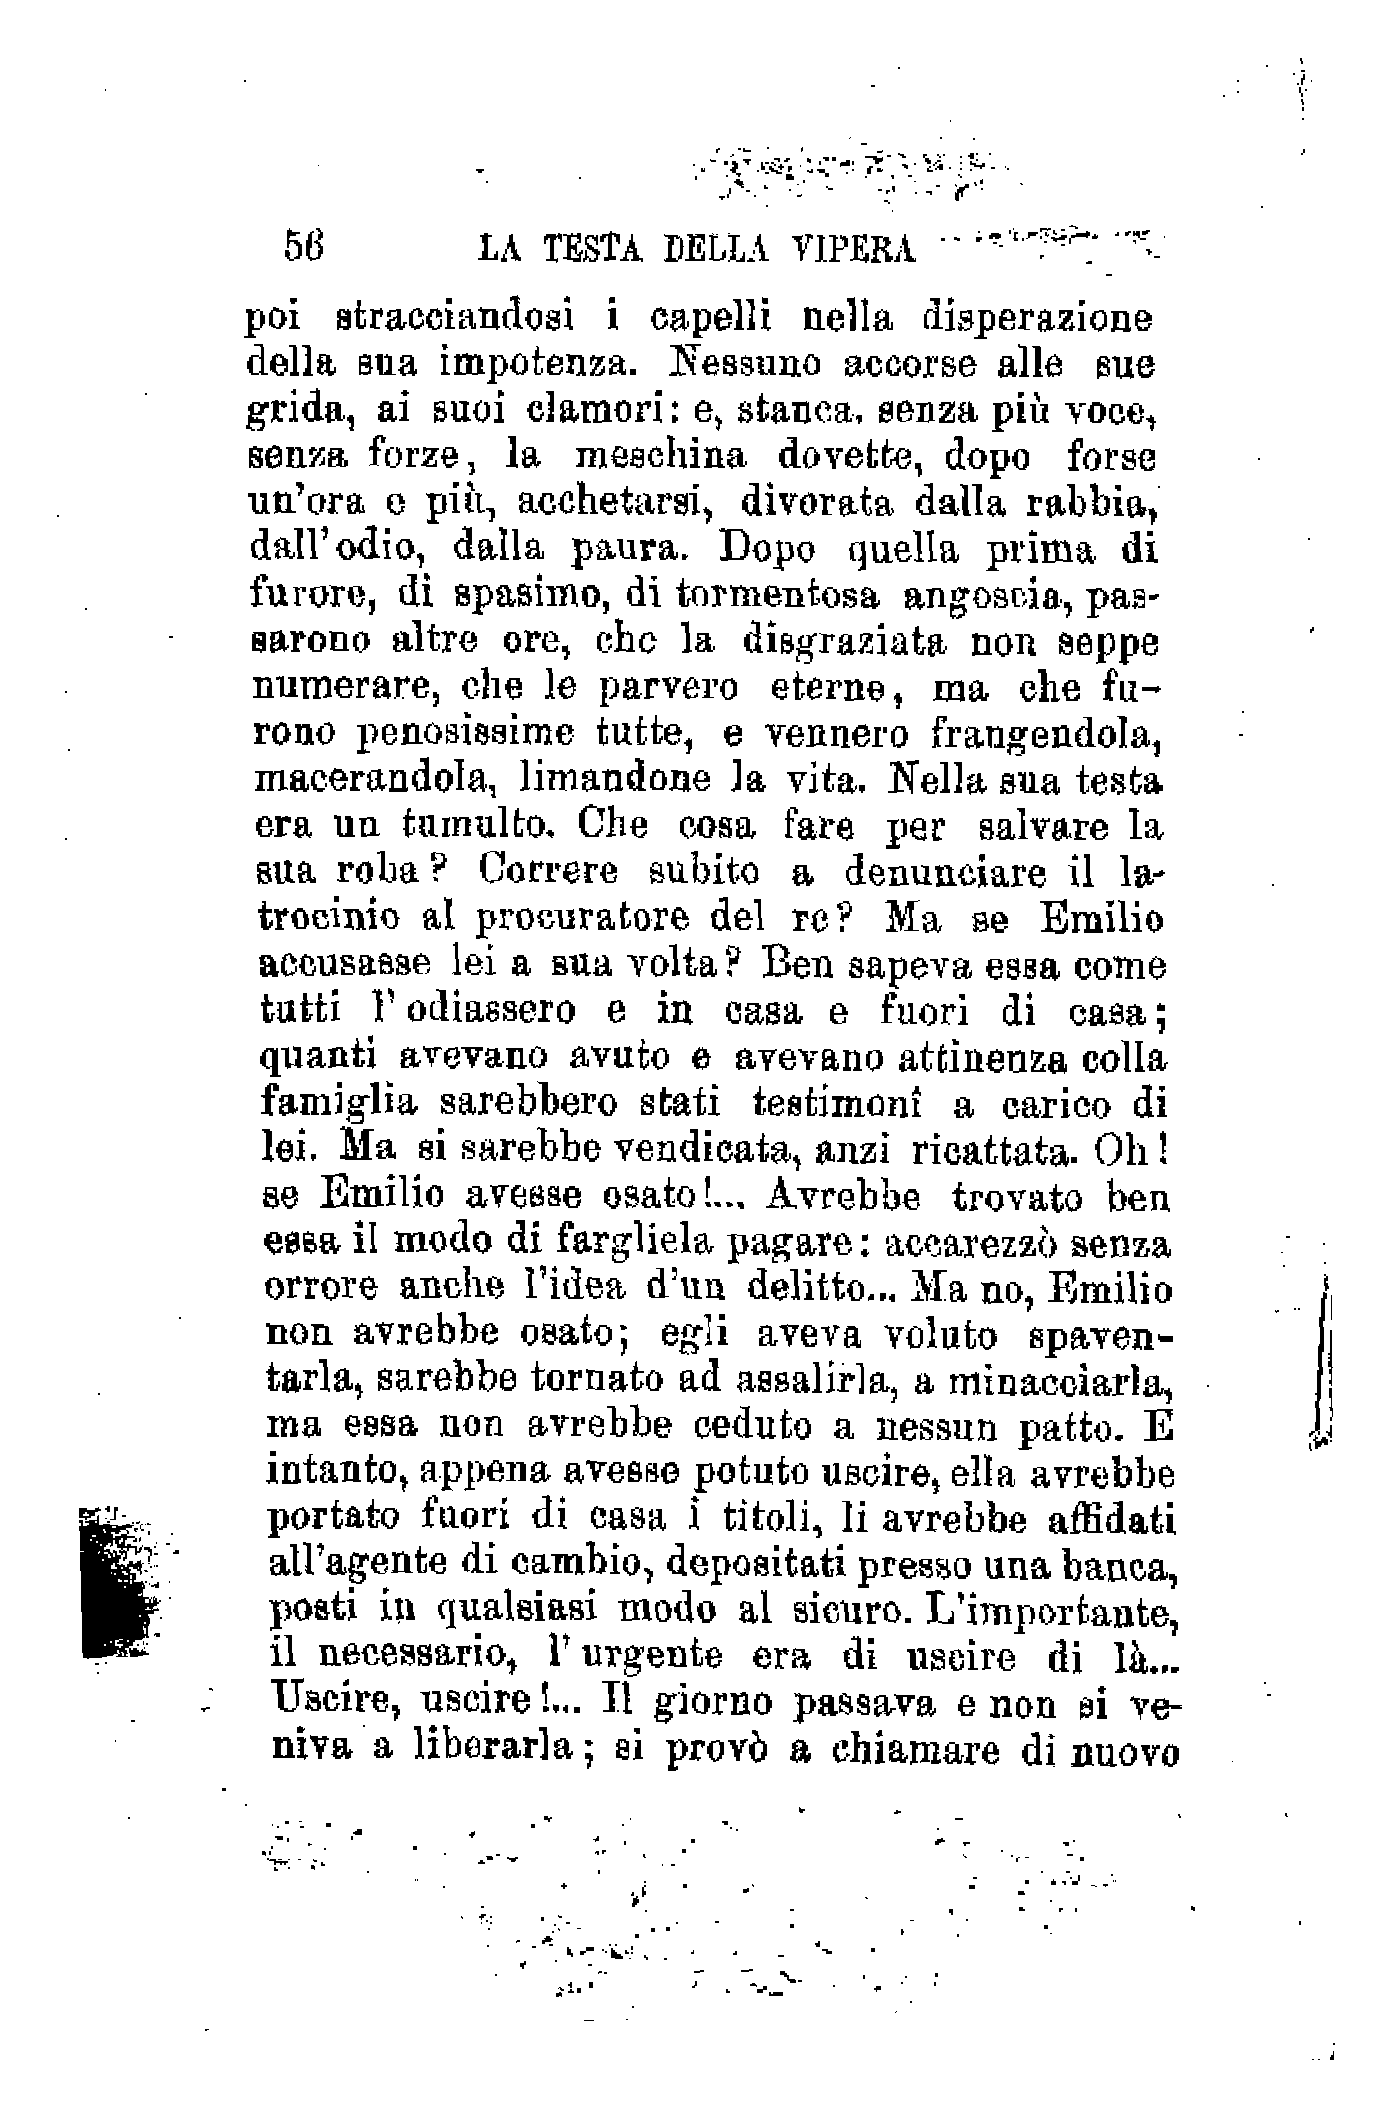 56 LA TESTA DELLA VIPERA
poi stracciandosi i capelli nella disperazione
della sua impotenza. Nessuno accorse alle sue
grida, ai suoi clamori: e, stanca, senza più voce,
senza forze, la meschina dovette, dopo forse
un'ora e più, acchetarsi, divorata dalla rabbia,
dall'odio, dalla paura. Dopo quella prima di
furore, di spasimo, di tormentosa angoscia, pas-
sarono altre ore, che la disgraziata non seppe
numerare, che le parvero eterne, ma che fu-
rono penosissime tutte, e vennero frangendola,
macerandola, limandone la vita. Nella sua testa
era un tumulto. Che cosa fare per salvare la
sua roba? Correre subito a denunciare il la-
trocinio al procuratore del re? Ma se Emilio
accusasse lei a sua volta? Ben sapeva essa come
tutti l'odiassero e in casa e fuori di casa;
quanti avevano avuto e avevano attinenza colla
famiglia sarebbero stati testimonî a carico di
lei. Ma si sarebbe vendicata, anzi ricattata. Oh!
se Emilio avesse osato!... Avrebbe trovato ben
essa il modo di fargliela pagare: accarezzò senza
orrore anche l'idea d'un delitto... Ma no, Emilio
non avrebbe osato; egli aveva voluto spaven-
tarla, sarebbe tornato ad assalirla, a minacciarla,
ma essa non avrebbe ceduto a nessun patto. E
intanto, appena avesse potuto uscire, ella avrebbe
portato fuori di casa i titoli, li avrebbe affidati
all'agente di cambio, depositati presso una banca,
posti in qualsiasi modo al sicuro. L'importante,
il necessario, l'urgente era di uscire di là...
Uscire, uscire!... Il giorno passava e non si ve-
niva a liberarla; si provò a chiamare di nuovo